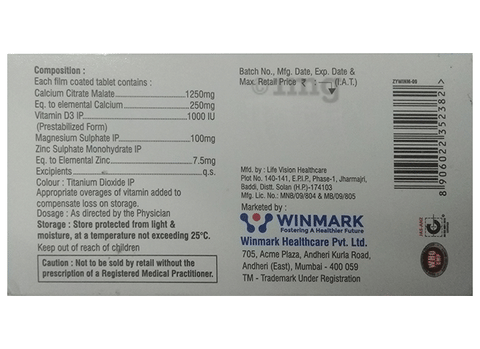 Composition :
Each film coated tablet contains :
Calcium Citrate Malate....................1250mg
Eq. to elemental Calcium..................250mg
Vitamin D3 IP..................................1000 IU
(Prestabilized Form)
Magnesium Sulphate IP....................100mg
Zinc Sulphate Monohydrate IP
Eq. to Elemental Zinc........................7.5mg
Excipients........................................q.s.
Colour : Titanium Dioxide IP
Appropriate overages of vitamin added to
compensate loss on storage.
Dosage : As directed by the Physician
Storage : Store protected from light &
moisture, at a temperature not exceeding 25°C.
Keep out of reach of children
Caution : Not to be sold by retail without the
prescription of a Registered Medical Practitioner.
Batch No., Mfg. Date, Exp. Date &
Max. Retail Price ₹ : (I.A.T.)
1mg
Mfd. by : Life Vision Healthcare
Plot No. 140-141, E.P.I.P, Phase-1, Jharmajri,
Baddi, Distt. Solan (H.P.)-174103
Mfg. Lic. No.: MNB/09/804 & MB/09/805
Marketed by :
WINMARK
Fostering A Healthier Future
Winmark Healthcare Pvt. Ltd.
705, Acme Plaza, Andheri Kurla Road,
Andheri (East), Mumbai - 400 059
TM - Trademark Under Registration
8906022352382
WHO
GMP